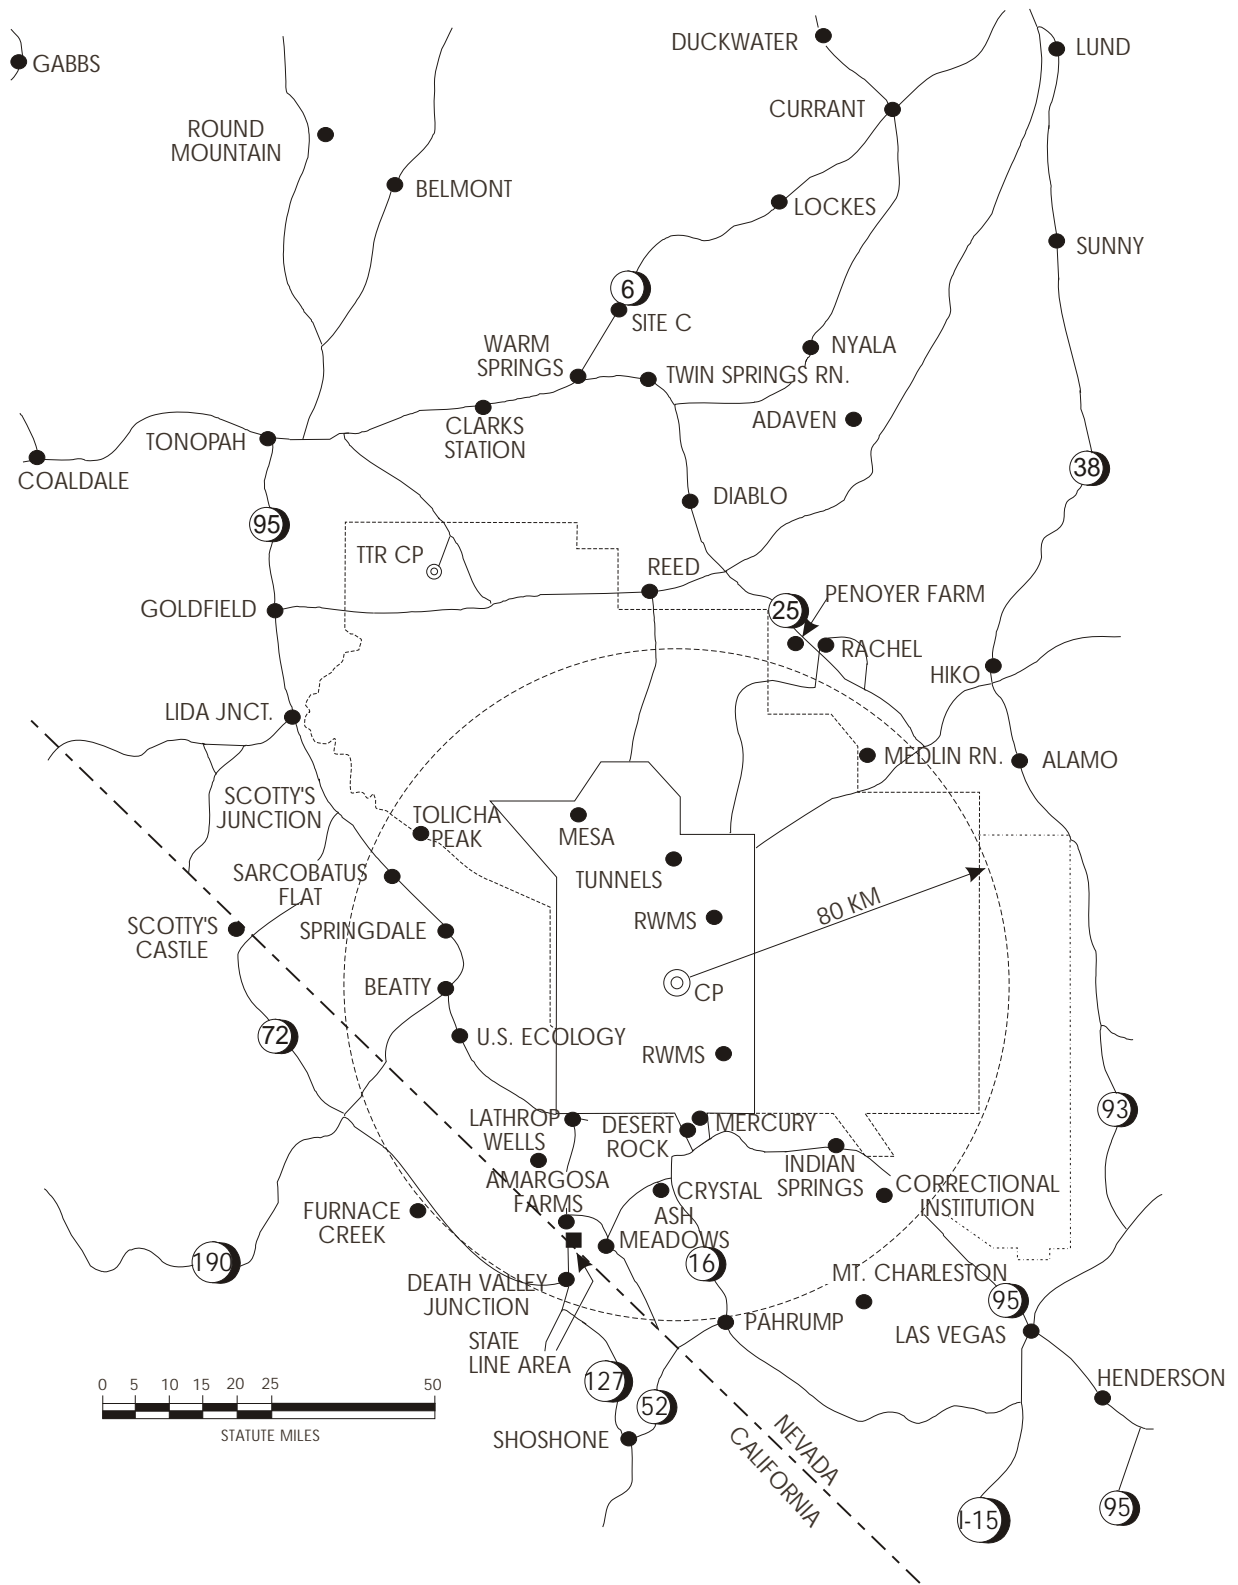 DUCKWATER
LUND
GABBS
CURRANT
ROUND
MOUNTAIN
BELMONT
LOCKES
SUNNY
6
SITE C
WARM
SPRINGS
NYALA
TWIN SPRINGS RN.
CLARKS
STATION
ADAVEN
TONOPAH
COALDALE
38
DIABLO
95
TTR CP
REED
PENOYER FARM
25
GOLDFIELD
RACHEL
HIKO
LIDA JNCT.
MEDLIN RN.
ALAMO
SCOTTY'S
JUNCTION
TOLICHA
PEAK
MESA
TUNNELS
SARCOBATUS
FLAT
80 KM
RWMS
SCOTTY'S
CASTLE
SPRINGDALE
BEATTY
CP
72
U.S. ECOLOGY
RWMS
93
LATHROP
WELLS
DESERT
ROCK
MERCURY
INDIAN
SPRINGS
AMARGOSA
FARMS
CRYSTAL
CORRECTIONAL
INSTITUTION
FURNACE
CREEK
ASH
MEADOWS
190
16
DEATH VALLEY
JUNCTION
MT. CHARLESTON
95
PAHRUMP
LAS VEGAS
STATE
LINE AREA
127
52
HENDERSON
0 5 10 15 20 25 50
STATUTE MILES
SHOSHONE
NEVADA
CALIFORNIA
I-15
95